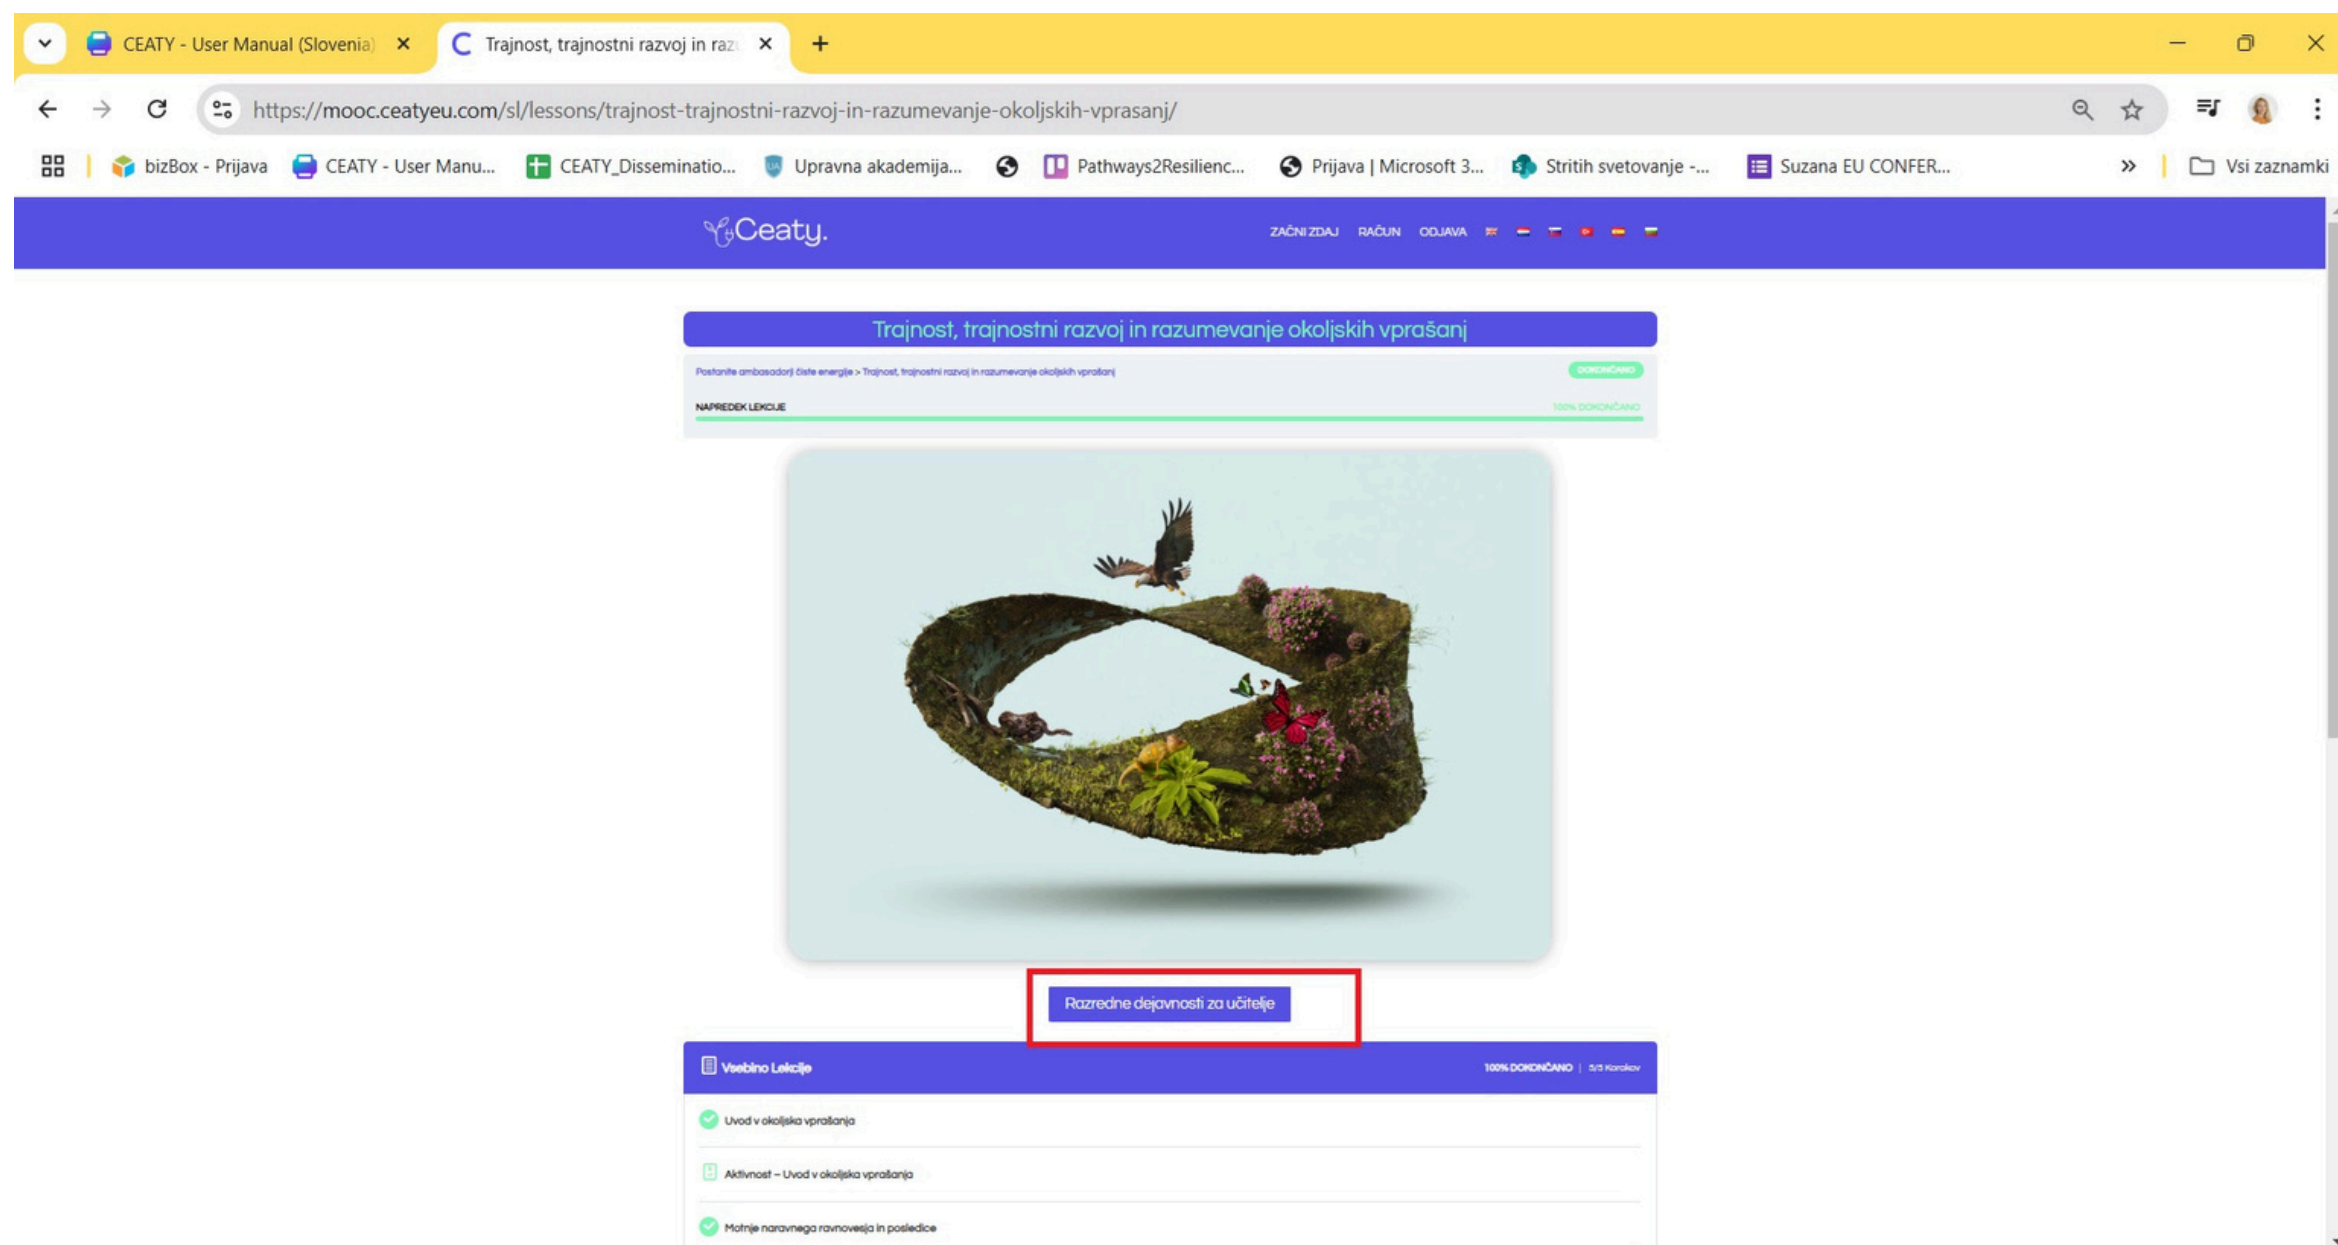 CEATY - User Manual (Slovenia)
Trajnost, trajnostni razvoj in raz
https://mooc.ceatyeu.com/sl/lessons/trajnost-trajnostni-razvoj-in-razumevanje-okoljskih-vprasanj/
bizBox - Prijava CEATY - User Manu... CEATY_Disseminatio... Upravna akademija... Pathways2Resilienc... Prijava | Microsoft 3... Stritih svetovanje -... Suzana EU CONFER... » Vsi zaznamki
Ceaty.
ZAČNI ZDAJ RAČUN ODJAVA
Trajnost, trajnostni razvoj in razumevanje okoljskih vprašanj
Postanite ambasadorji čiste energije > Trajnost, trajnostni razvoj in razumevanje okoljskih vprašanj
DOKONČANO
NAPREDEK LEKCIJE
100% DOKONČANO
Razredne dejavnosti za učitelje
Vsebina Lekcije
100% DOKONČANO | 5/5 Korakov
Uvod v okoljska vprašanja
Aktivnost – Uvod v okoljska vprašanja
Motnje naravnega ravnovesja in posledice